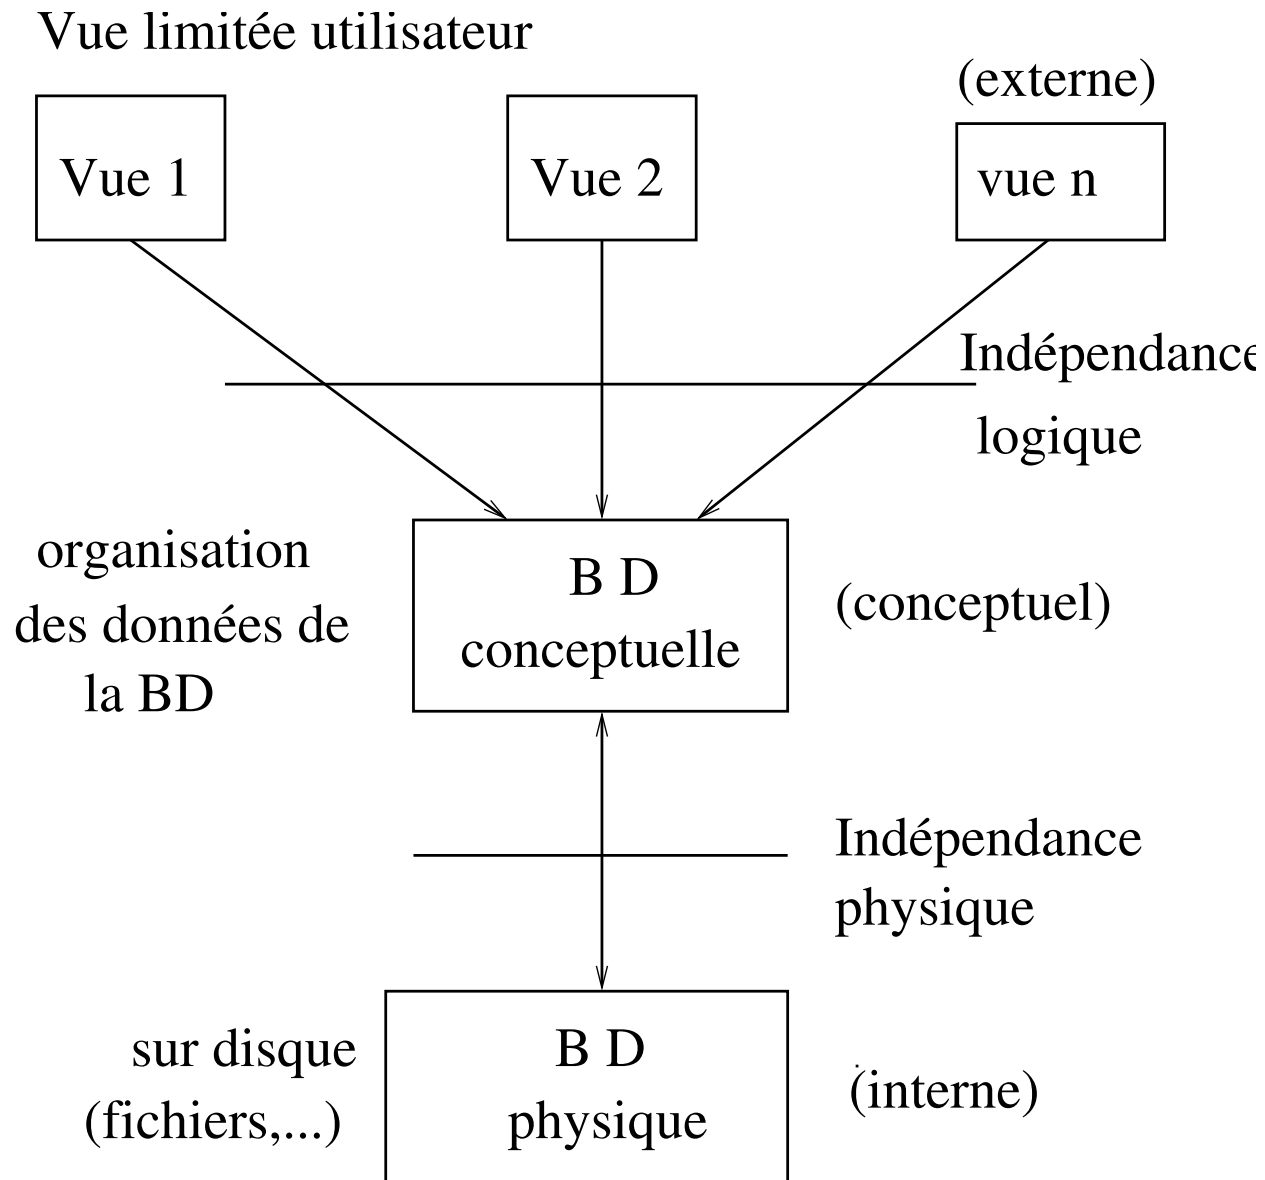 Vue limitée utilisateur
(externe)
Vue 1
Vue 2
vue n
Indépendance
logique
organisation
des données de
la BD
B D
conceptuelle
(conceptuel)
Indépendance
physique
sur disque
(fichiers,...)
B D
physique
(interne)